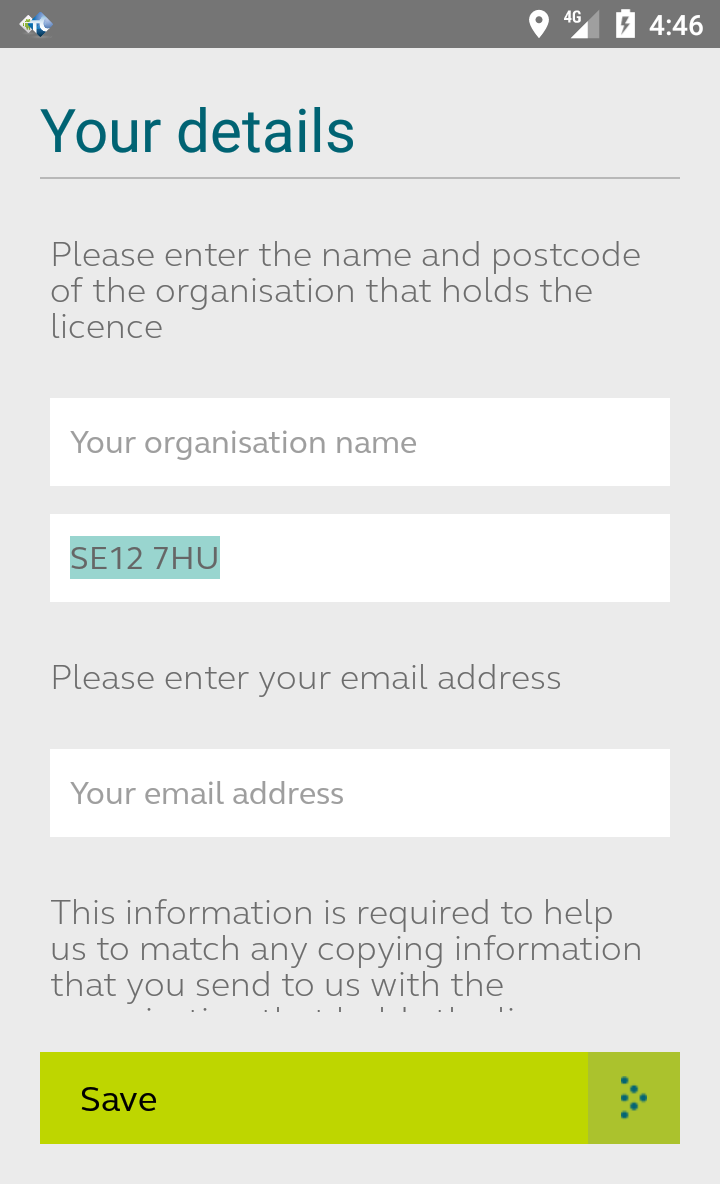 4G 4:46
Your details
Please enter the name and postcode
of the organisation that holds the
licence
Your organisation name
SE12 7HU
Please enter your email address
Your email address
This information is required to help
us to match any copying information
that you send to us with the
Save